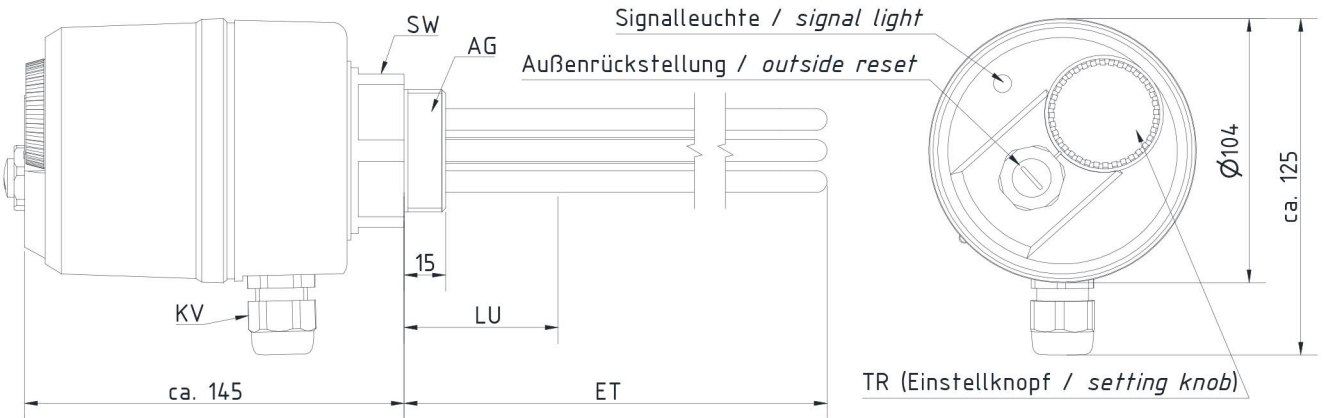 Signalleuchte / signal light
SW
AG
Außenrückstellung / outside reset
Ø104
ca. 125
15
KV
LU
ca. 145
ET
TR (Einstellknopf / setting knob)